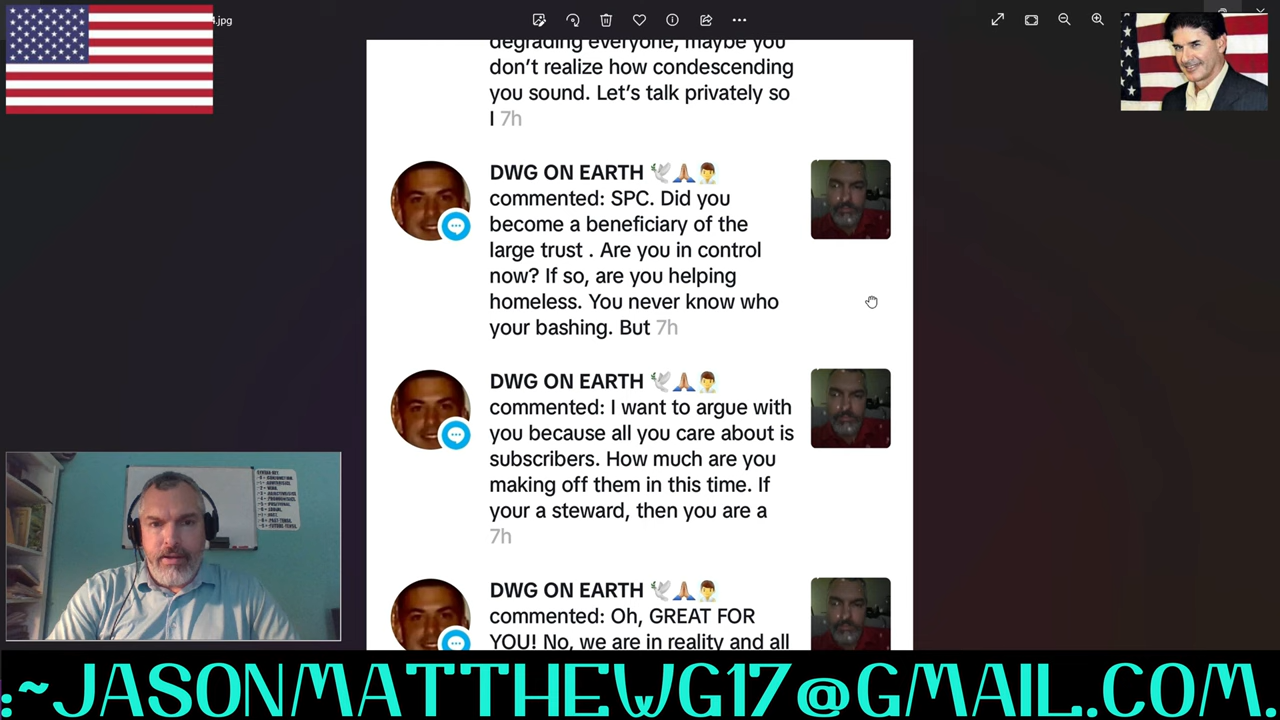 4.jpg
degrading everyone, maybe you
don't realize how condescending
you sound. Let's talk privately so
I 7h
DWG ON EARTH 🕊️🙏🏽👨‍⚕️
commented: SPC. Did you
become a beneficiary of the
large trust . Are you in control
now? If so, are you helping
homeless. You never know who
your bashing. But 7h
DWG ON EARTH 🕊️🙏🏽👨‍⚕️
commented: I want to argue with
you because all you care about is
subscribers. How much are you
making off them in this time. If
your a steward, then you are a
7h
DWG ON EARTH 🕊️🙏🏽👨‍⚕️
commented: Oh, GREAT FOR
YOU! No, we are in reality and all
:~JASONMATTHEWG17@GMAIL.COM.